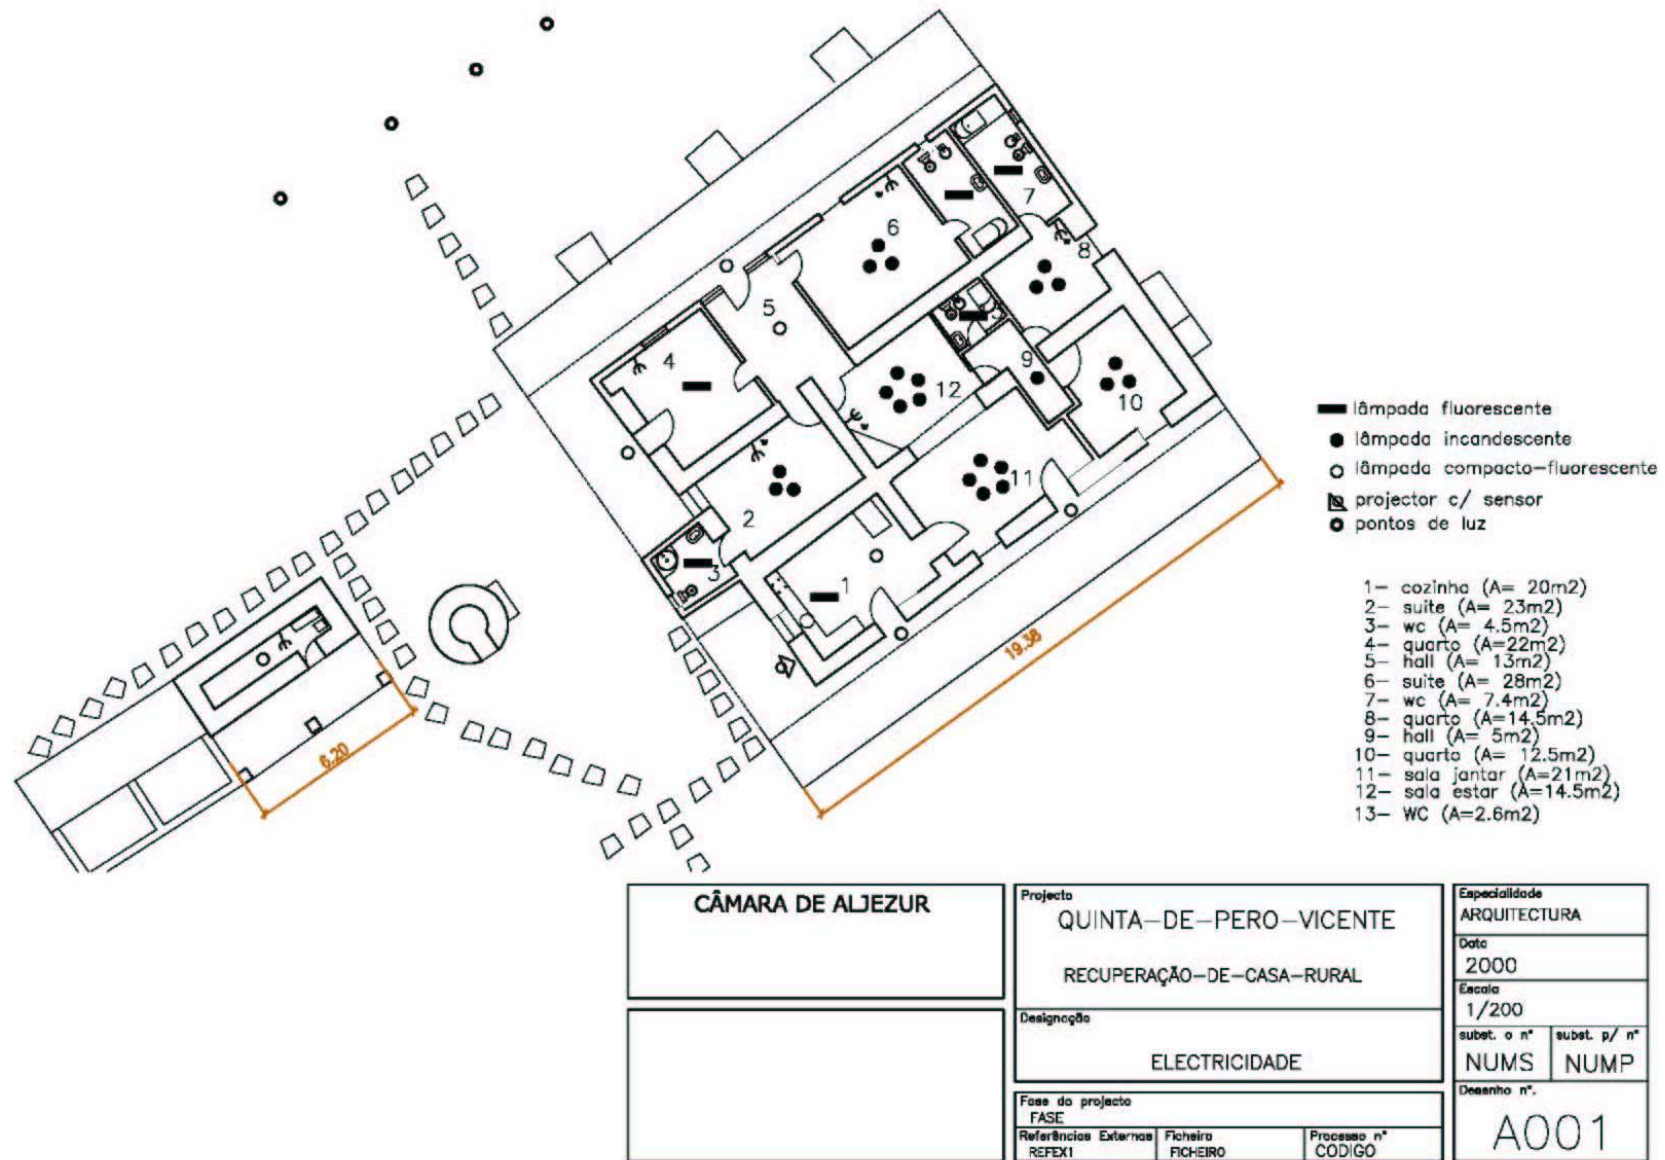 6
7
8
5
4
9
12
10
11
2
3
1
19.38
6.20
lâmpada fluorescente
lâmpada incandescente
lâmpada compacto-fluorescente
projector c/ sensor
pontos de luz
1- cozinha (A= 20m2)
2- suite (A= 23m2)
3- wc (A= 4.5m2)
4- quarto (A=22m2)
5- hall (A= 13m2)
6- suite (A= 28m2)
7- wc (A= 7.4m2)
8- quarto (A=14.5m2)
9- hall (A= 5m2)
10- quarto (A= 12.5m2)
11- sala jantar (A=21m2)
12- sala estar (A=14.5m2)
13- WC (A=2.6m2)
CÂMARA DE ALJEZUR
Projecto
QUINTA-DE-PERO-VICENTE
RECUPERAÇÃO-DE-CASA-RURAL
Designação
ELECTRICIDADE
Fase do projecto
FASE
Referências Externas Ficheiro Processo nº
REFEX1 FICHEIRO CODIGO
Especialidade
ARQUITECTURA
Data
2000
Escala
1/200
subst. o nº subst. p/ nº
NUMS NUMP
Desenho nº.
A001